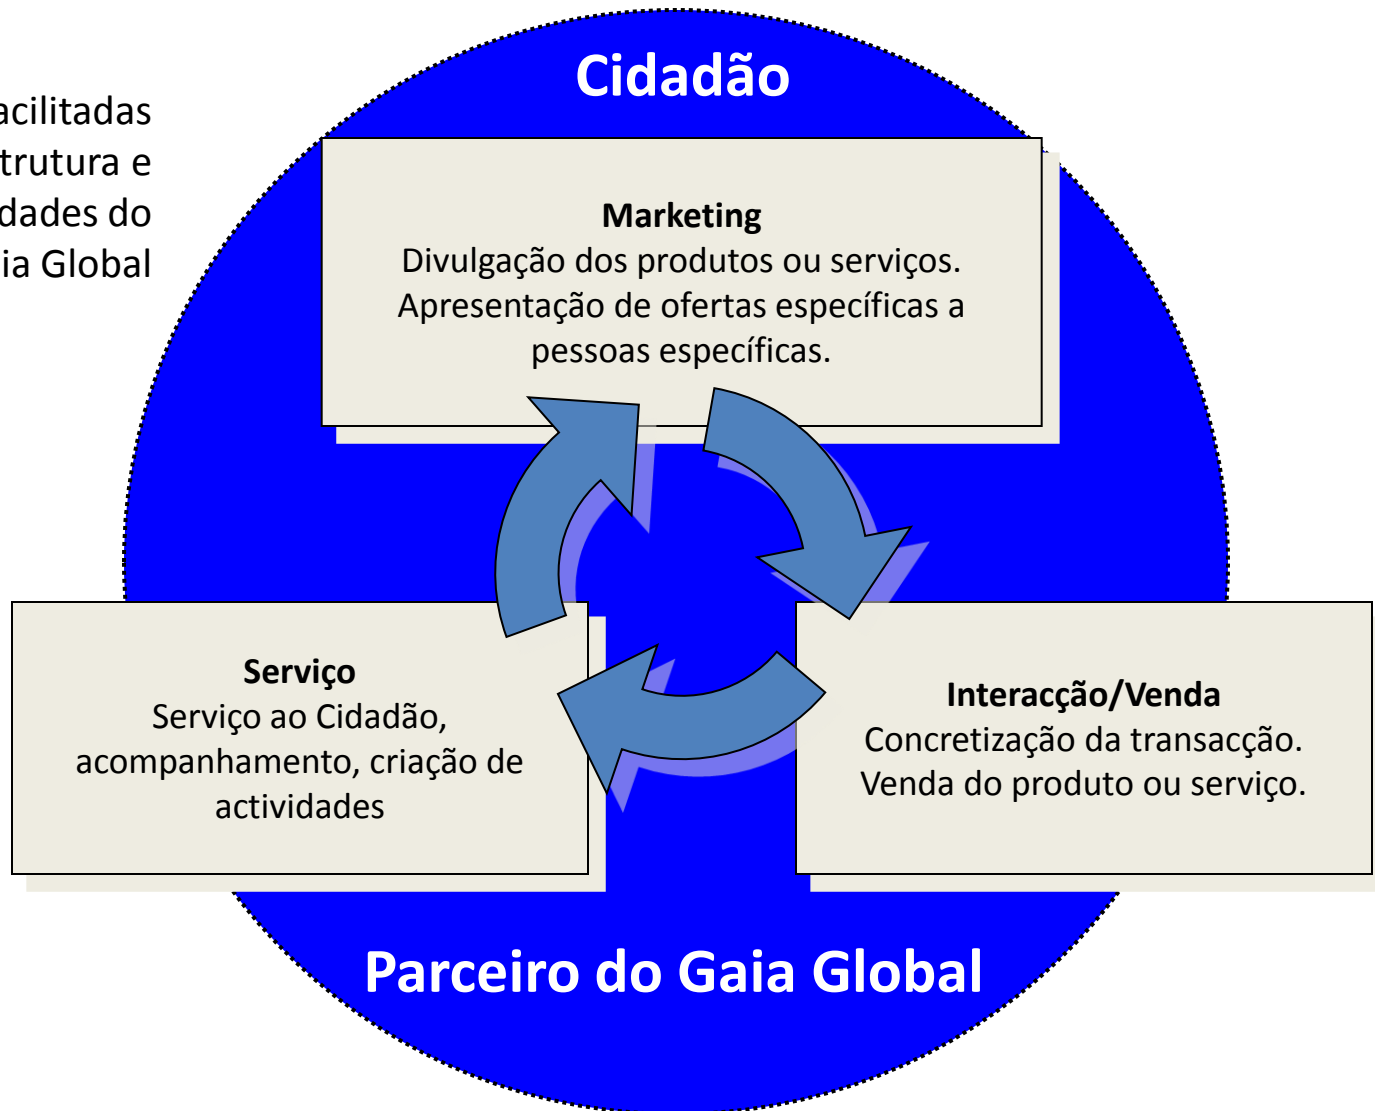 Cidadão
acilitadas
trutura e
dades do
ia Global
Marketing
Divulgação dos produtos ou serviços.
Apresentação de ofertas específicas a
pessoas específicas.
Serviço
Serviço ao Cidadão,
acompanhamento, criação de
actividades
Interacção/Venda
Concretização da transacção.
Venda do produto ou serviço.
Parceiro do Gaia Global